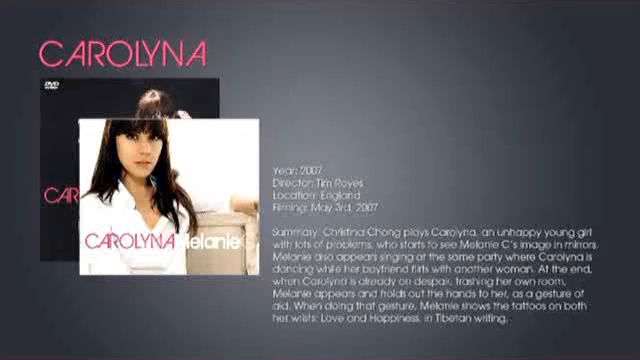 CAROLYNA
DVD
CAR
CAROLYNA Melanie C
Year: 2007
Director: Tim Royes
Location: England
Filming: May 3rd, 2007
Summary: Christina Chong plays Carolyna, an unhappy young girl
with lots of problems, who starts to see Melanie C's image in mirrors.
Melanie also appears singing at the same party where Carolyna is
dancing while her boyfriend flirts with another woman. At the end,
when Carolyna is already on despair, trashing her own room,
Melanie appears and holds out the hands to her, as a gesture of
aid. When doing that gesture, Melanie shows the tattoos on both
her wrists: Love and Happiness, in Tibetan writing.